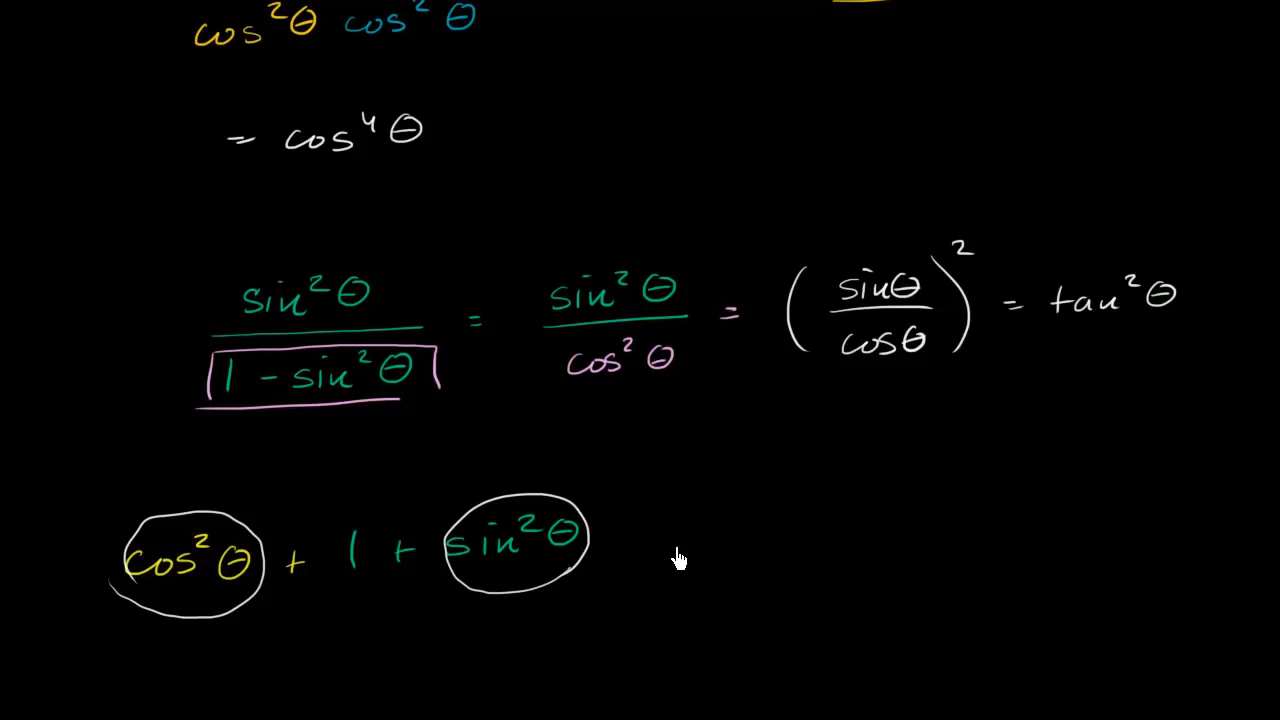 cos²θ cos²θ
= cos⁴θ
sin²θ / 1 - sin²θ = sin²θ / cos²θ = (sinθ / cosθ)² = tan²θ
cos²θ + 1 + sin²θ